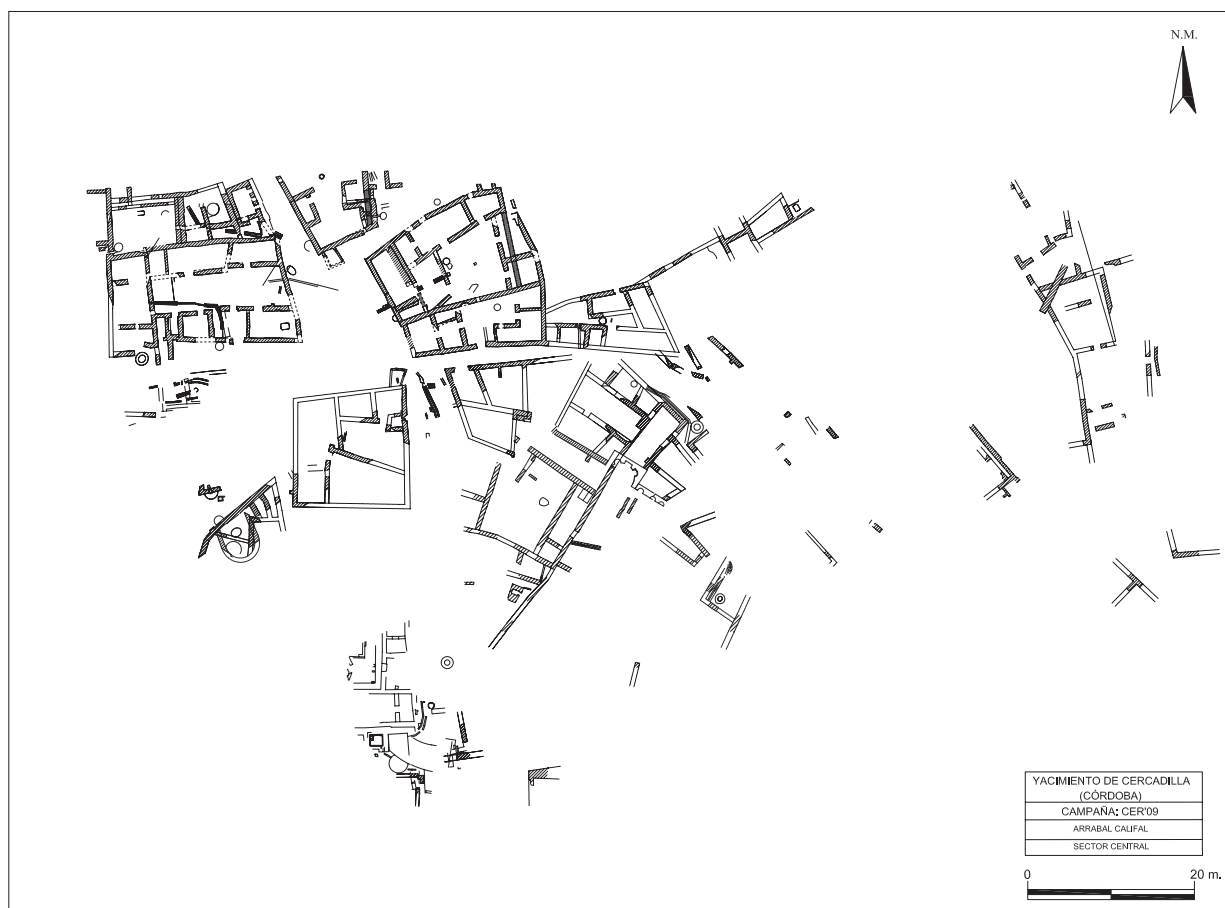 N.M.
YACIMIENTO DE CERCADILLA
(CÓRDOBA)
CAMPAÑA: CER'09
ARRABAL CALIFAL
SECTOR CENTRAL
0 20 m.